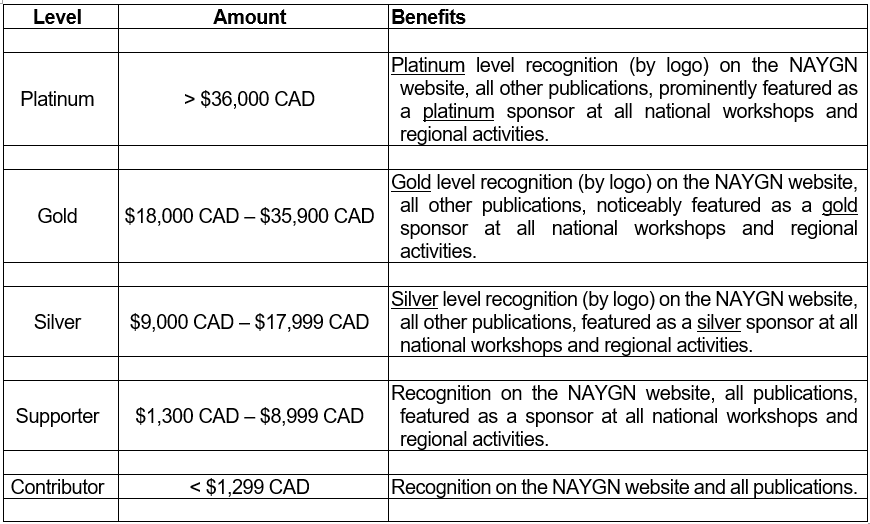 Level Amount Benefits
Platinum > $36,000 CAD
Platinum level recognition (by logo) on the NAYGN
website, all other publications, prominently featured as
a platinum sponsor at all national workshops and
regional activities.
Gold $18,000 CAD – $35,900 CAD
Gold level recognition (by logo) on the NAYGN website,
all other publications, noticeably featured as a gold
sponsor at all national workshops and regional
activities.
Silver $9,000 CAD – $17,999 CAD
Silver level recognition (by logo) on the NAYGN website,
all other publications, featured as a silver sponsor at all
national workshops and regional activities.
Supporter $1,300 CAD – $8,999 CAD
Recognition on the NAYGN website, all publications,
featured as a sponsor at all national workshops and
regional activities.
Contributor < $1,299 CAD Recognition on the NAYGN website and all publications.